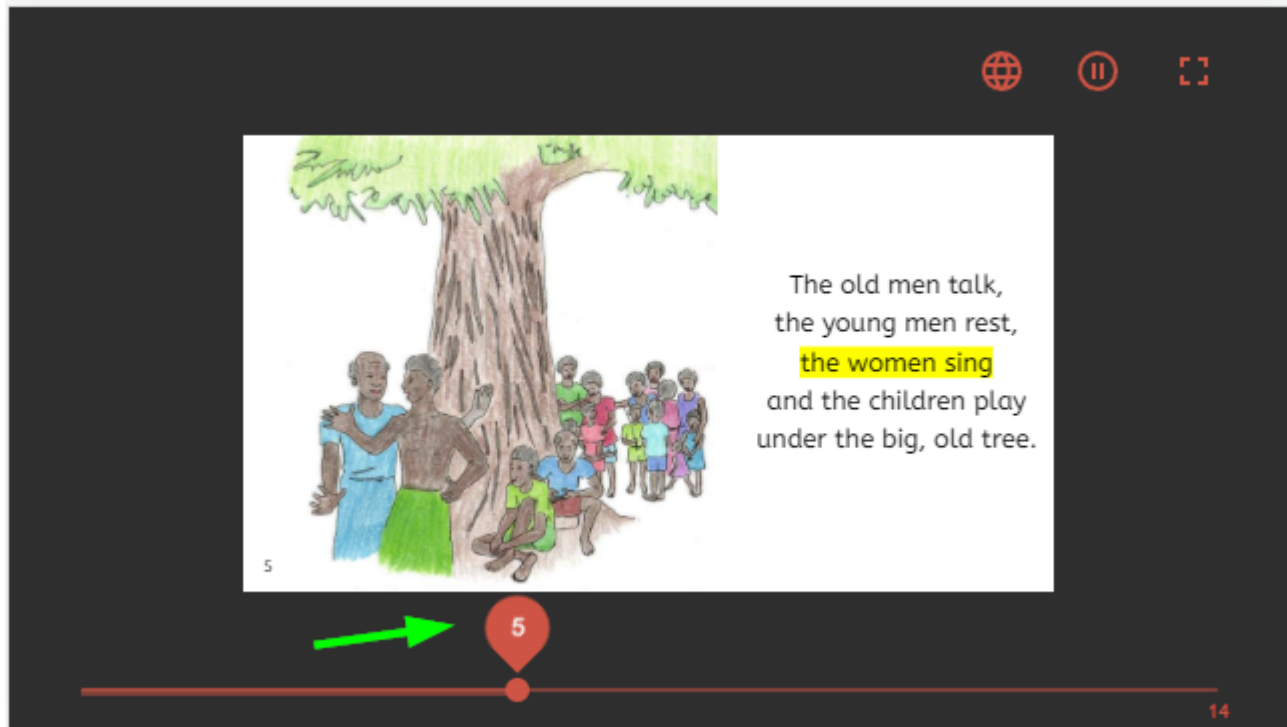 The old men talk,
the young men rest,
the women sing
and the children play
under the big, old tree.
5
5
14